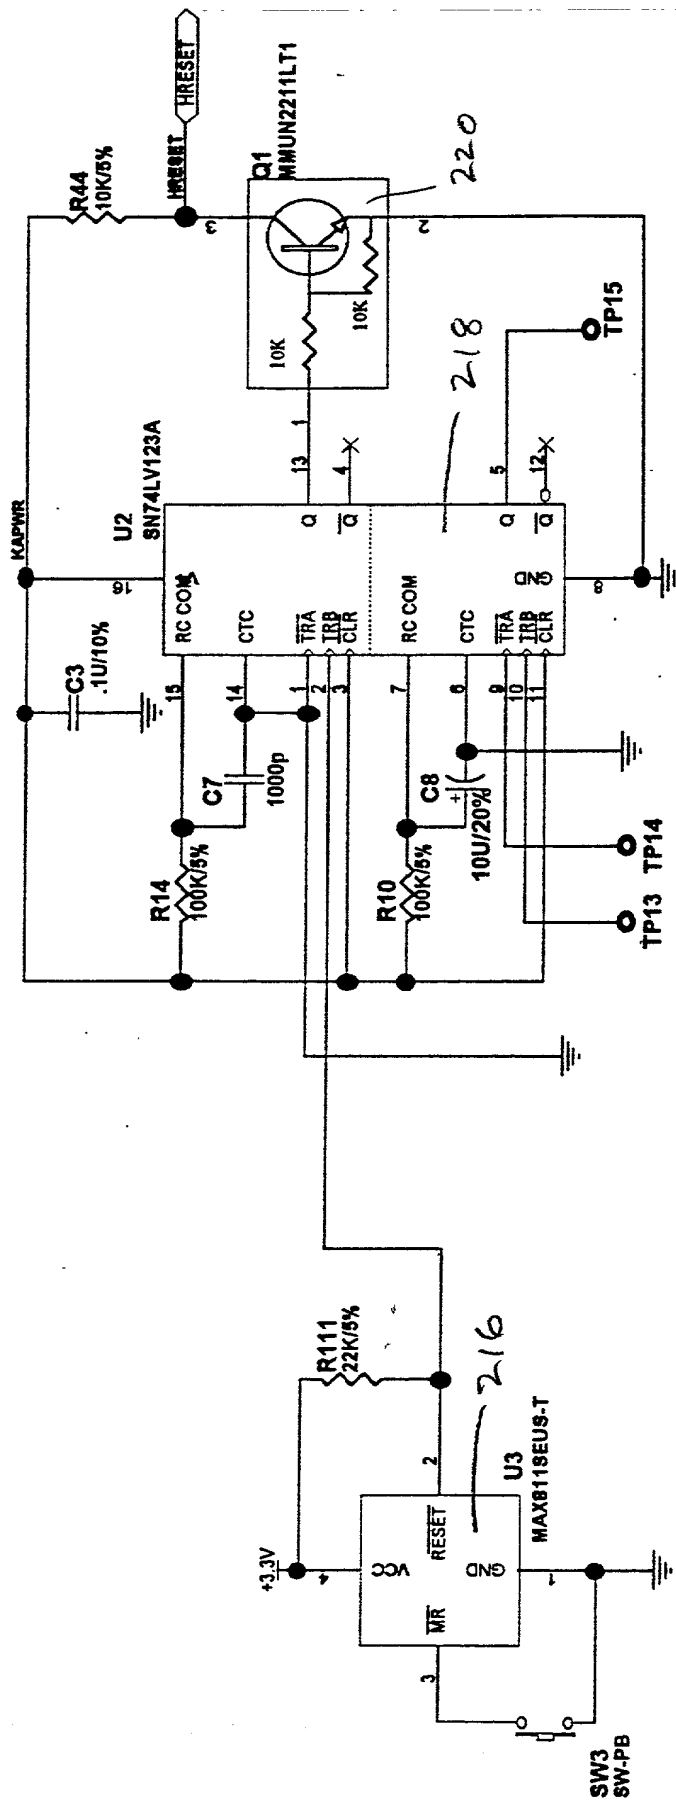 HRESET
HRESET
R44
10K/5%
3
Q1
MMUN2211LT1
220
2
10K
10K
1
13
4
218
5
TP15
12
KAPWR
U2
SN74LV123A
16
V
RC COM
CTC
TRA
TRB
CLR
Q
Q
RC COM
CTC
TRA
TRB
CLR
Q
Q
GND
8
C3
.1U/10%
15
14
1
2
3
7
6
9
10
11
C7
1000p
R14
100K/5%
C8
+
10U/20%
R10
100K/5%
TP14
TP13
R111
22K/5%
+3.3V
4
VCC
RESET
GND
MR
2
216
U3
MAX811SEUS-T
1
3
SW3
SW-PB